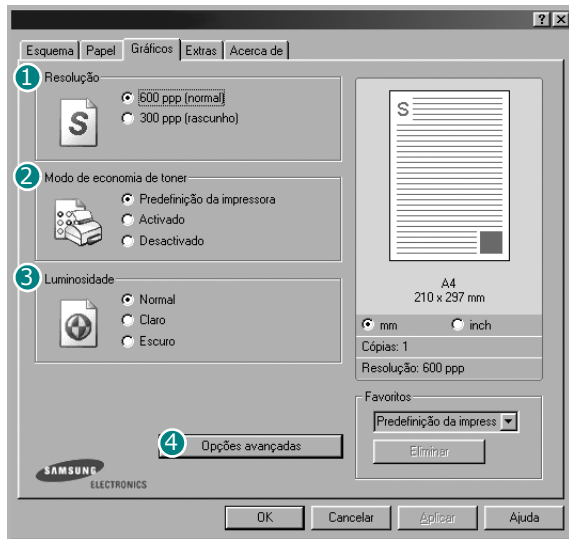 Esquema Papel Gráficos Extras Acerca de
1 Resolução
S
600 ppp (normal)
300 ppp (rascunho)
2 Modo de economia de toner
Predefinição da impressora
Activado
Desactivado
3 Luminosidade
Normal
Claro
Escuro
4 Opções avançadas
SAMSUNG
ELECTRONICS
S
A4
210 x 297 mm
mm inch
Cópias: 1
Resolução: 600 ppp
Favoritos
Predefinição da impress
Eliminar
OK Cancelar Aplicar Ajuda